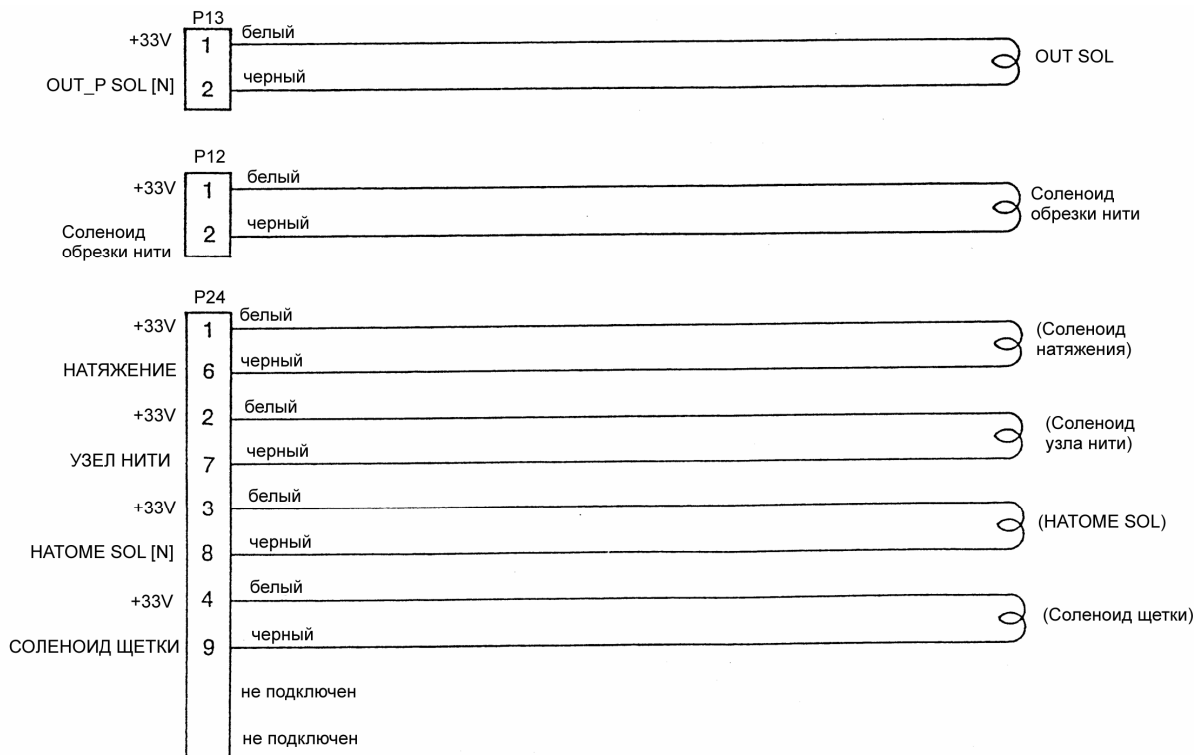 P13
+33V 1 белый
OUT SOL
OUT_P SOL [N] 2 черный
P12
+33V 1 белый
Соленоид
обрезки нити
2 черный
Соленоид
обрезки нити
P24
+33V 1 белый
(Соленоид
натяжения)
НАТЯЖЕНИЕ 6 черный
+33V 2 белый
(Соленоид
узла нити)
УЗЕЛ НИТИ 7 черный
+33V 3 белый
(HATOME SOL)
HATOME SOL [N] 8 черный
+33V 4 белый
(Соленоид щетки)
СОЛЕНОИД ЩЕТКИ 9 черный
не подключен
не подключен